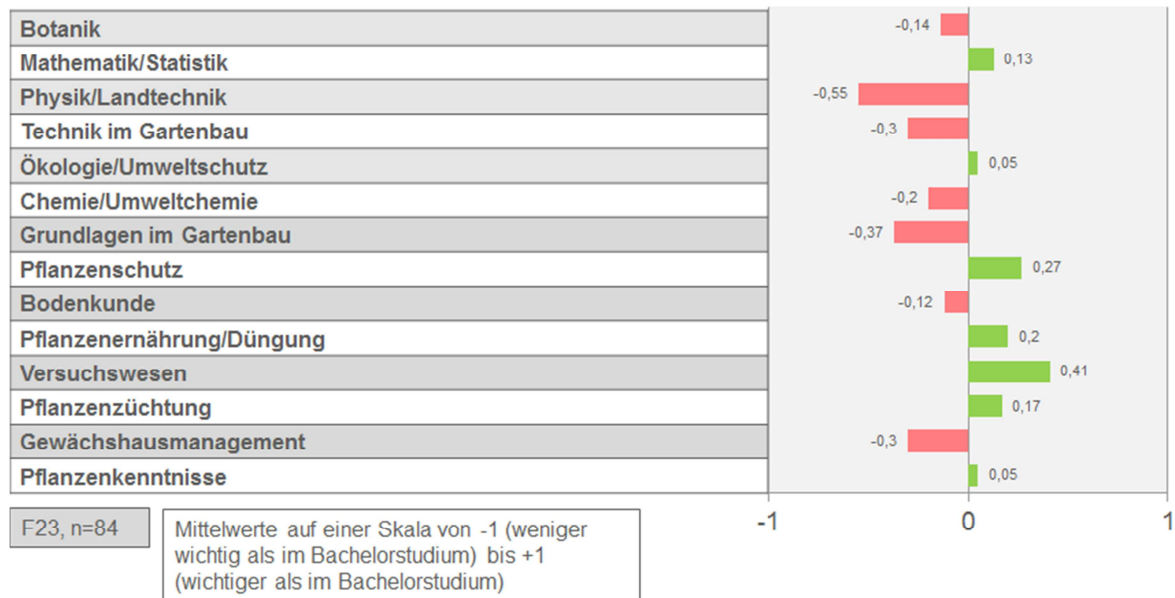 Botanik -0,14
Mathematik/Statistik 0,13
Physik/Landtechnik -0,55
Technik im Gartenbau -0,3
Ökologie/Umweltschutz 0,05
Chemie/Umweltchemie -0,2
Grundlagen im Gartenbau -0,37
Pflanzenschutz 0,27
Bodenkunde -0,12
Pflanzenernährung/Düngung 0,2
Versuchswesen 0,41
Pflanzenzüchtung 0,17
Gewächshausmanagement -0,3
Pflanzenkenntnisse 0,05
-1 0 1
F23, n=84
Mittelwerte auf einer Skala von -1 (weniger
wichtig als im Bachelorstudium) bis +1
(wichtiger als im Bachelorstudium)